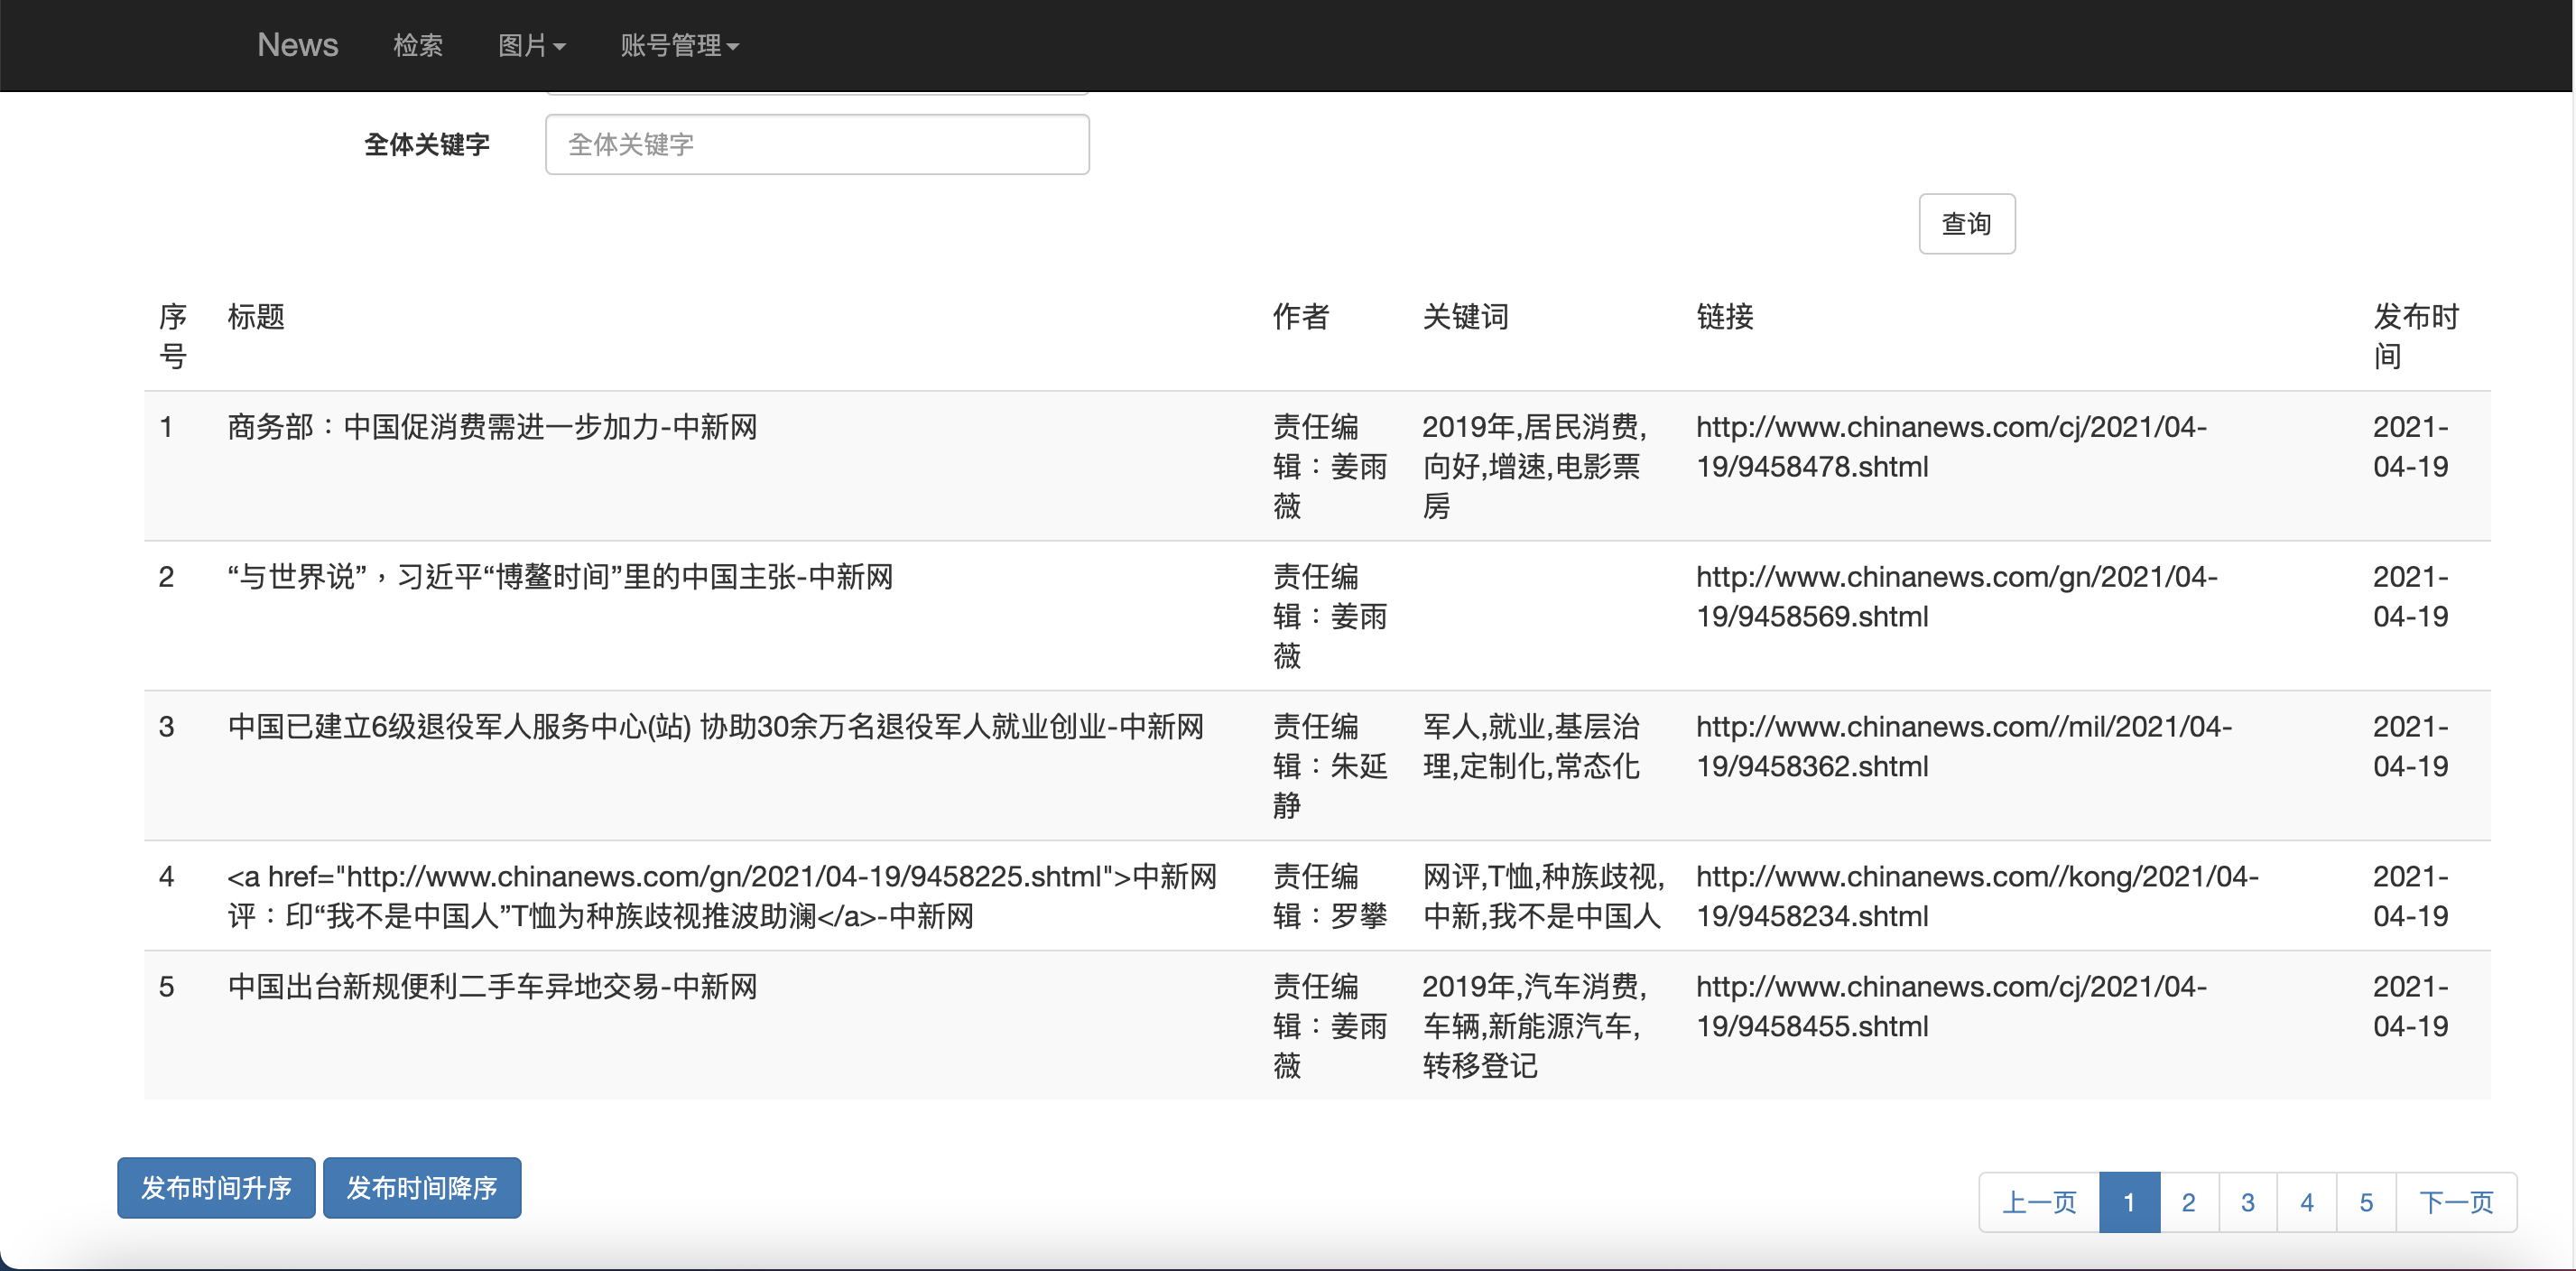 News 检索 图片 账号管理
全体关键字 全体关键字
查询
序号 标题 作者 关键词 链接 发布时间
1 商务部：中国促消费需进一步加力-中新网 责任编辑：姜雨薇 2019年,居民消费,向好,增速,电影票房 http://www.chinanews.com/cj/2021/04-19/9458478.shtml 2021-04-19
2 “与世界说”，习近平“博鳌时间”里的中国主张-中新网 责任编辑：姜雨薇 http://www.chinanews.com/gn/2021/04-19/9458569.shtml 2021-04-19
3 中国已建立6级退役军人服务中心(站) 协助30余万名退役军人就业创业-中新网 责任编辑：朱延静 军人,就业,基层治理,定制化,常态化 http://www.chinanews.com//mil/2021/04-19/9458362.shtml 2021-04-19
4 <a href="http://www.chinanews.com/gn/2021/04-19/9458225.shtml">中新网评：印“我不是中国人”T恤为种族歧视推波助澜</a>-中新网 责任编辑：罗攀 网评,T恤,种族歧视,中新,我不是中国人 http://www.chinanews.com//kong/2021/04-19/9458234.shtml 2021-04-19
5 中国出台新规便利二手车异地交易-中新网 责任编辑：姜雨薇 2019年,汽车消费,车辆,新能源汽车,转移登记 http://www.chinanews.com/cj/2021/04-19/9458455.shtml 2021-04-19
发布时间升序 发布时间降序
上一页 1 2 3 4 5 下一页